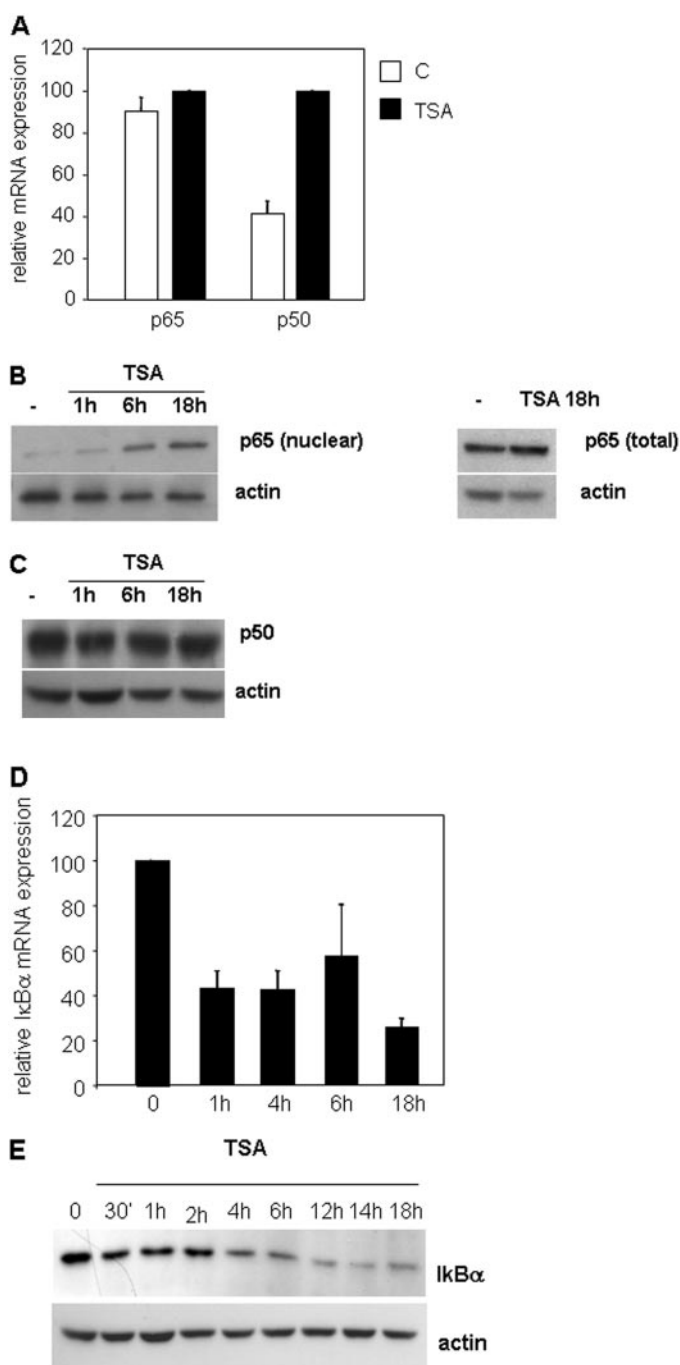 A
relative mRNA expression
120
100
80
60
40
20
0
p65 p50
C
TSA
B
TSA
- 1h 6h 18h
p65 (nuclear)
actin
- TSA 18h
p65 (total)
actin
C
TSA
- 1h 6h 18h
p50
actin
D
relative IκBα mRNA expression
120
100
80
60
40
20
0
0 1h 4h 6h 18h
E
TSA
0 30' 1h 2h 4h 6h 12h 14h 18h
IkBα
actin